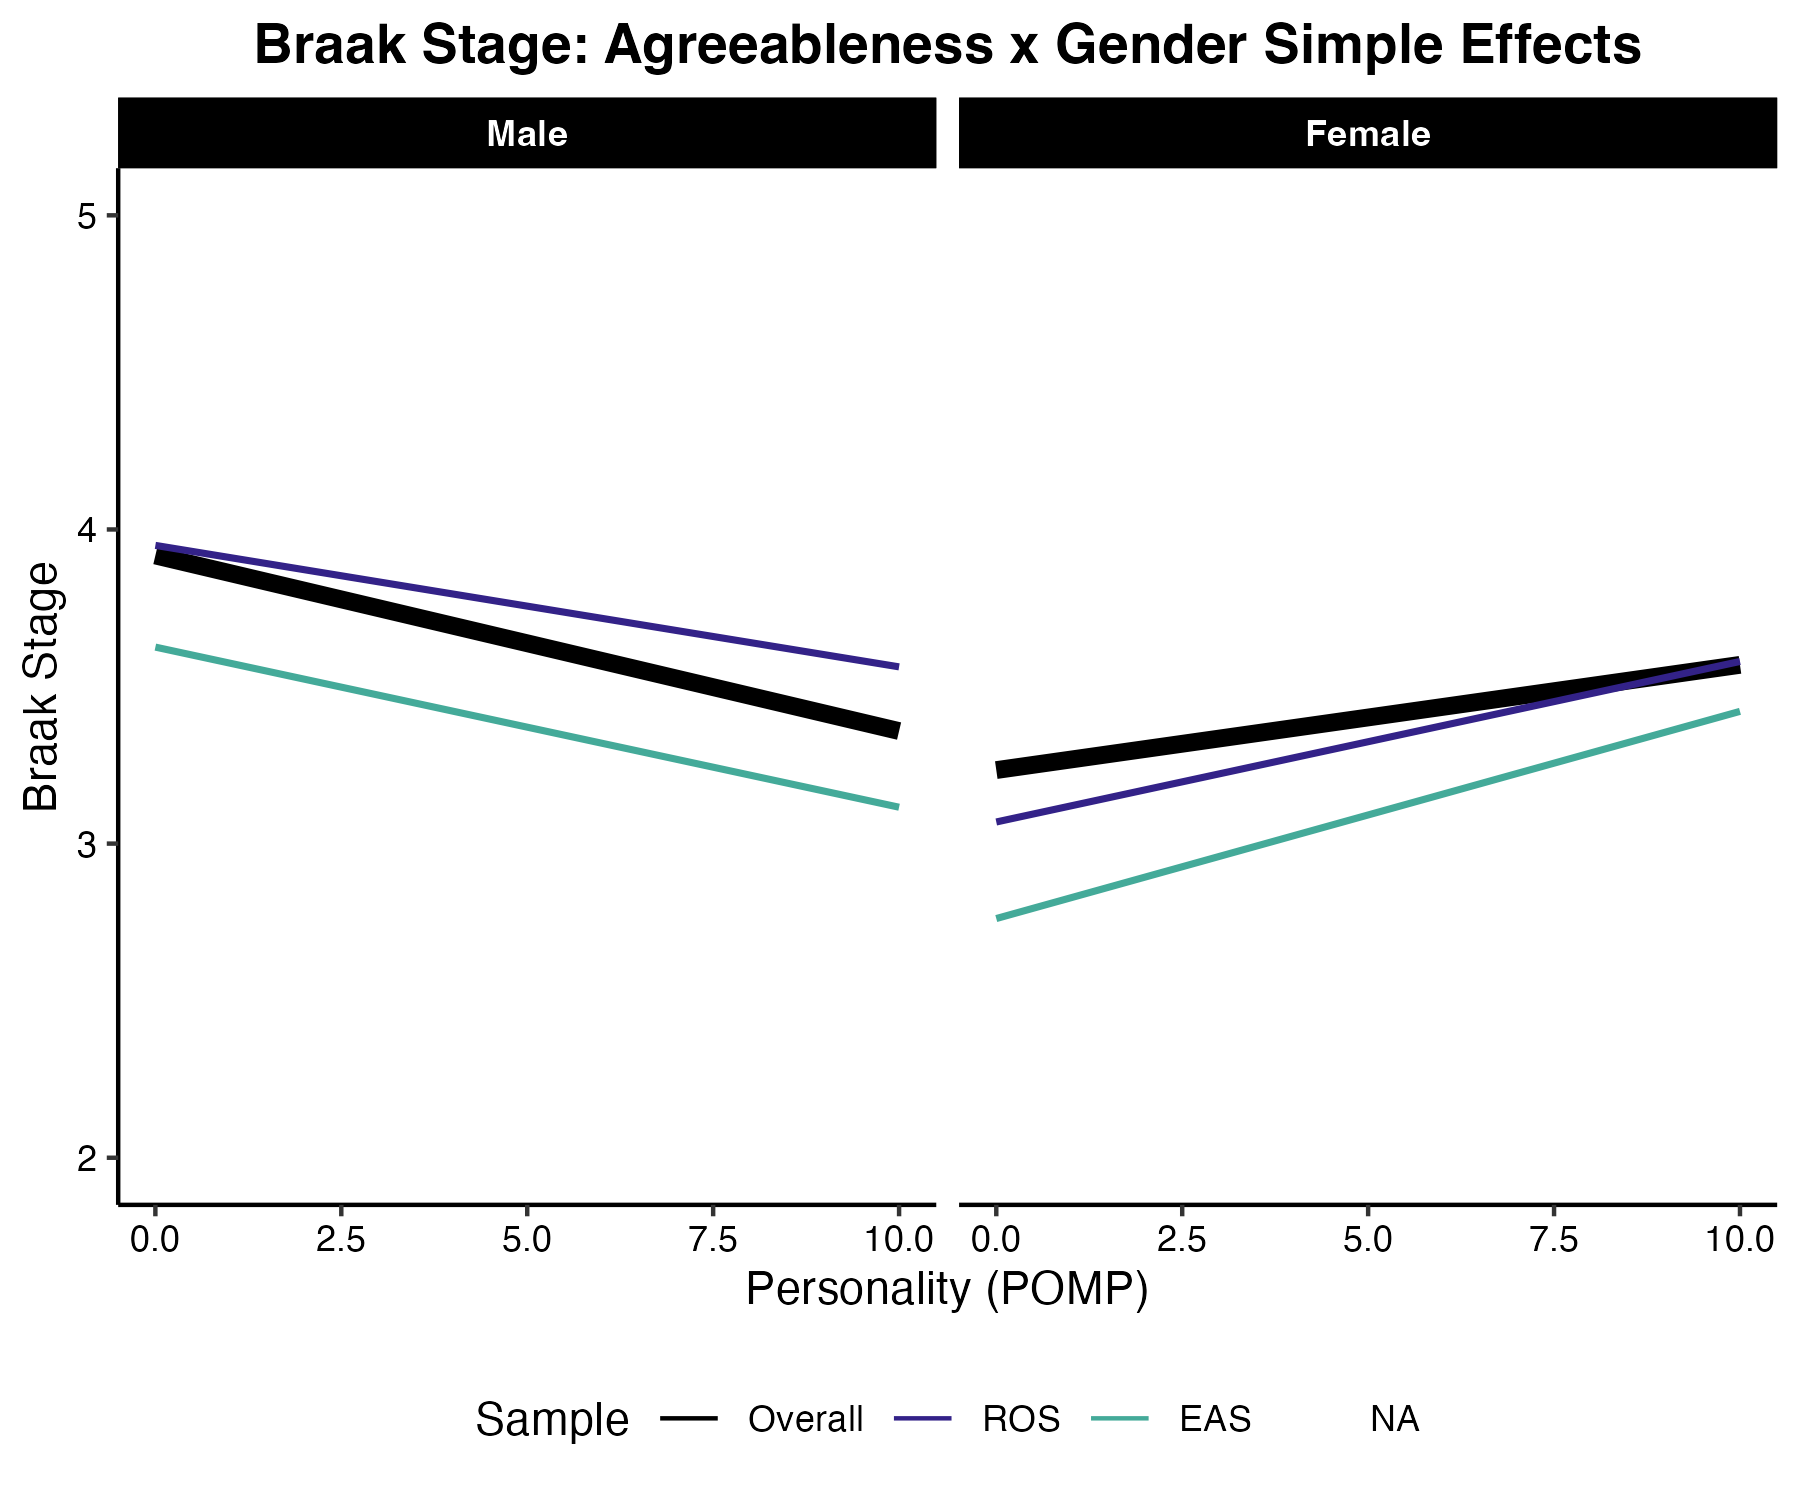 Braak Stage: Agreeableness x Gender Simple Effects
Male
Female
Braak Stage
5
4
3
2
0.0 2.5 5.0 7.5 10.0
0.0 2.5 5.0 7.5 10.0
Personality (POMP)
Sample Overall ROS EAS NA